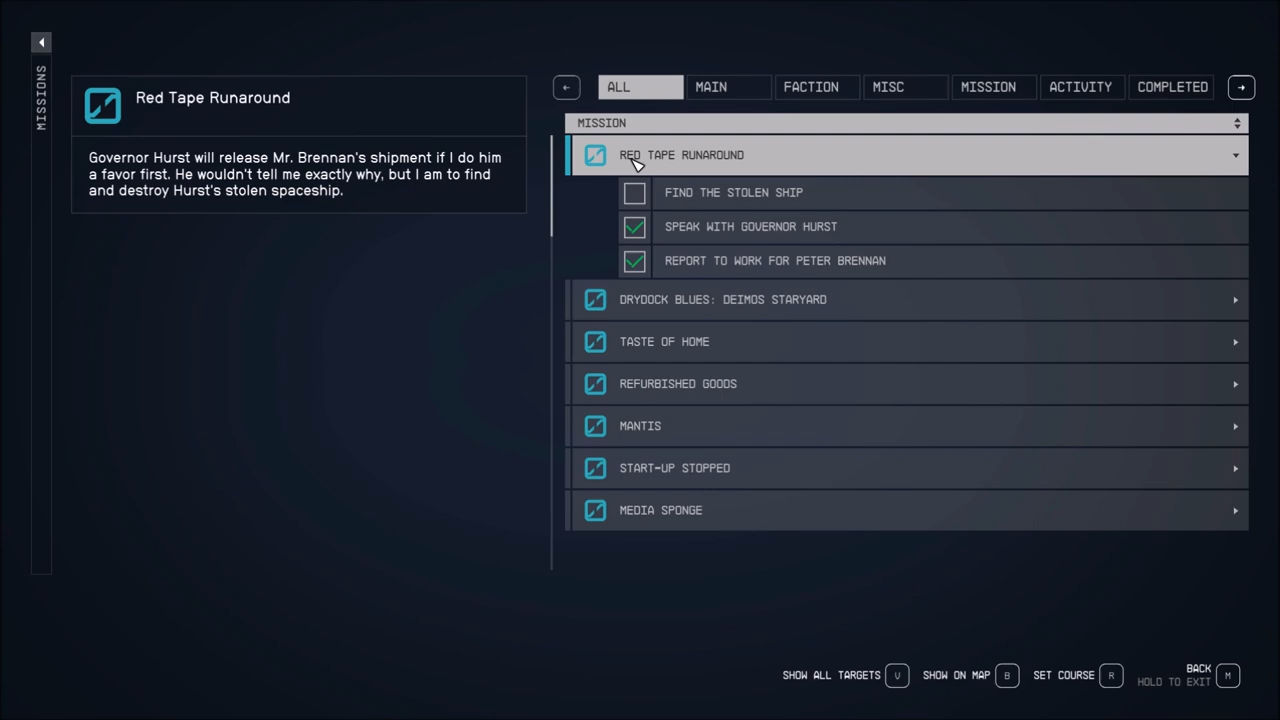 MISSIONS
Red Tape Runaround
Governor Hurst will release Mr. Brennan's shipment if I do him
a favor first. He wouldn't tell me exactly why, but I am to find
and destroy Hurst's stolen spaceship.
ALL MAIN FACTION MISC MISSION ACTIVITY COMPLETED
MISSION
RED TAPE RUNAROUND
FIND THE STOLEN SHIP
SPEAK WITH GOVERNOR HURST
REPORT TO WORK FOR PETER BRENNAN
DRYDOCK BLUES: DEIMOS STARYARD
TASTE OF HOME
REFURBISHED GOODS
MANTIS
START-UP STOPPED
MEDIA SPONGE
SHOW ALL TARGETS V SHOW ON MAP B SET COURSE R BACK M
HOLD TO EXIT